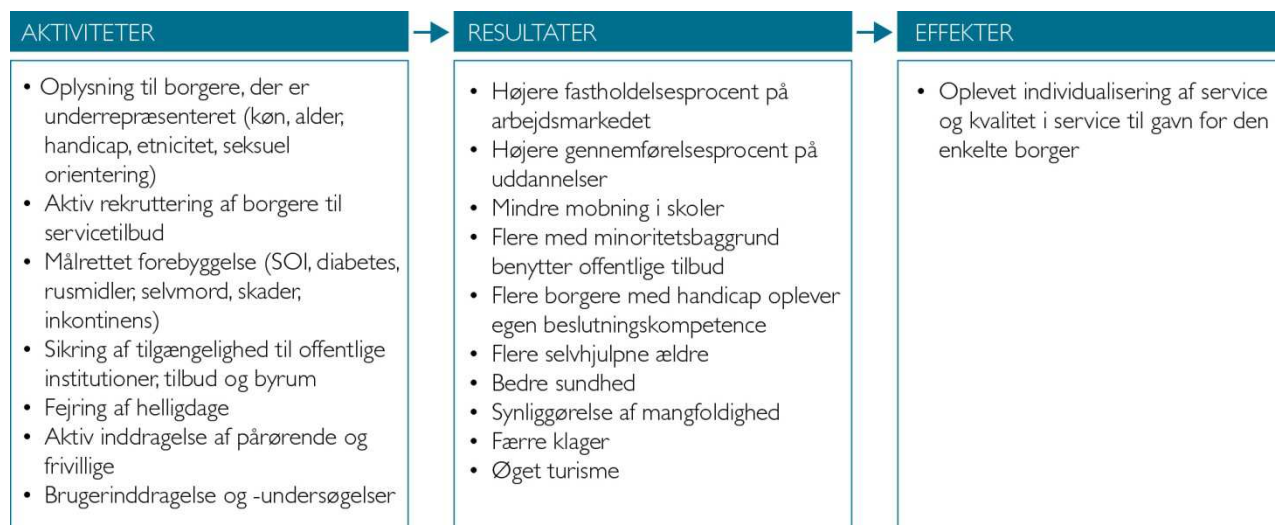 AKTIVITETER
• Oplysning til borgere, der er
underrepræsenteret (køn, alder,
handicap, etnicitet, seksuel
orientering)
• Aktiv rekruttering af borgere til
servicetilbud
• Målrettet forebyggelse (SOI, diabetes,
rusmidler, selvmord, skader,
inkontinens)
• Sikring af tilgængelighed til offentlige
institutioner, tilbud og byrum
• Fejring af helligdage
• Aktiv inddragelse af pårørende og
frivillige
• Brugerinddragelse og -undersøgelser
RESULTATER
• Højere fastholdelsesprocent på
arbejdsmarkedet
• Højere gennemførelsesprocent på
uddannelser
• Mindre mobning i skoler
• Flere med minoritetsbaggrund
benytter offentlige tilbud
• Flere borgere med handicap oplever
egen beslutningskompetence
• Flere selvhjulpne ældre
• Bedre sundhed
• Synliggørelse af mangfoldighed
• Færre klager
• Øget turisme
EFFEKTER
• Oplevet individualisering af service
og kvalitet i service til gavn for den
enkelte borger